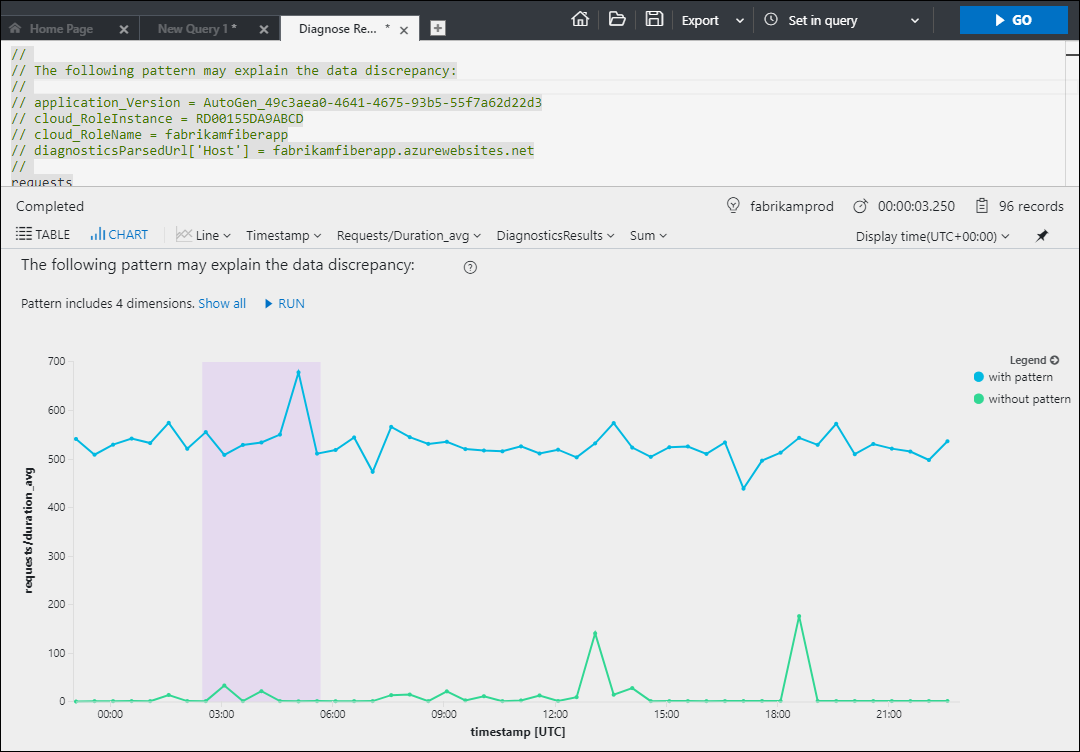 Home Page
New Query 1 *
Diagnose Re... *
Export
Set in query
GO
//
// The following pattern may explain the data discrepancy:
//
// application_Version = AutoGen_49c3aea0-4641-4675-93b5-55f7a62d22d3
// cloud_RoleInstance = RD00155DA9ABCD
// cloud_RoleName = fabrikamfiberapp
// diagnosticsParsedUrl['Host'] = fabrikamfiberapp.azurewebsites.net
//
requests
Completed
fabrikamprod
00:00:03.250
96 records
TABLE
CHART
Line
Timestamp
Requests/Duration_avg
DiagnosticsResults
Sum
Display time(UTC+00:00)
The following pattern may explain the data discrepancy:
?
Pattern includes 4 dimensions. Show all
RUN
Legend
with pattern
without pattern
700
600
500
400
300
200
100
0
requests/duration_avg
00:00
03:00
06:00
09:00
12:00
15:00
18:00
21:00
timestamp [UTC]